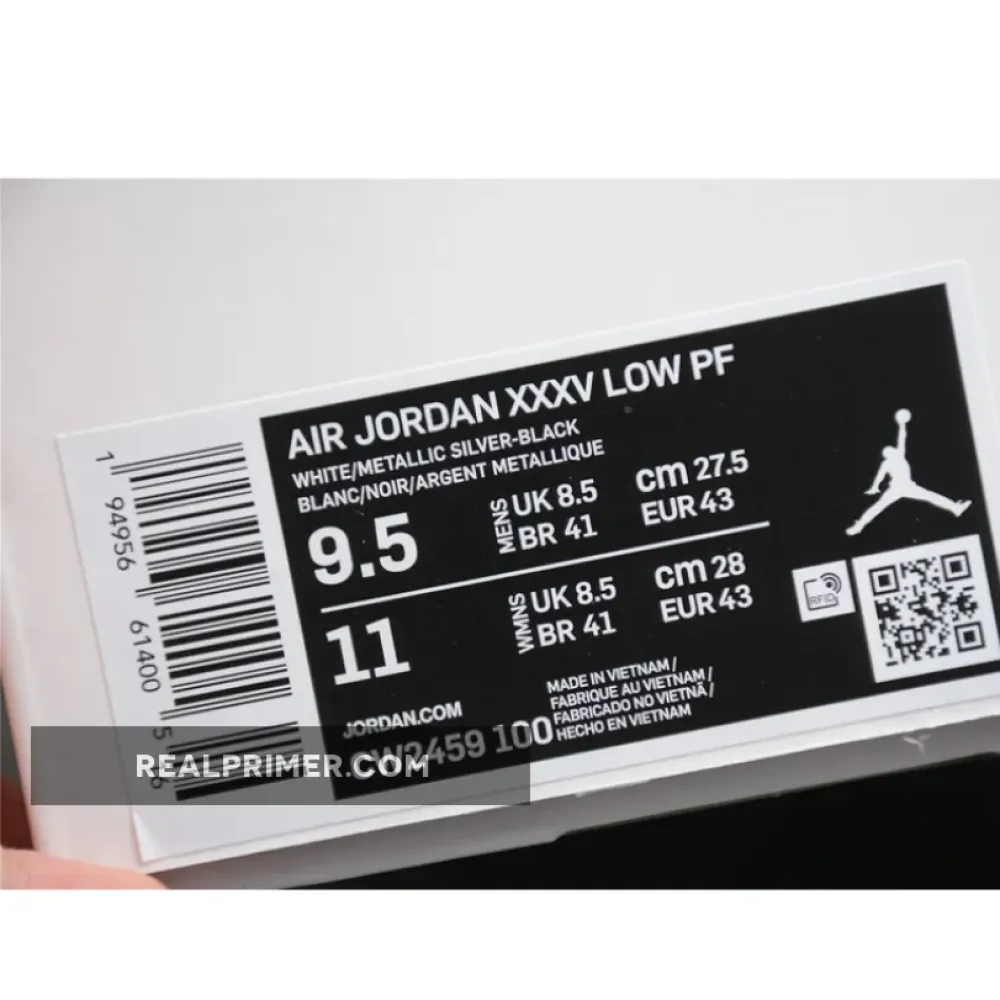 AIR JORDAN XXXV LOW PF
WHITE/METALLIC SILVER-BLACK
BLANC/NOIR/ARGENT METALLIQUE
9.5
MENS
UK 8.5
BR 41
cm 27.5
EUR 43
11
WMNS
UK 8.5
BR 41
cm 28
EUR 43
RFID
JORDAN.COM
CW2459 100
MADE IN VIETNAM /
FABRIQUE AU VIETNAM /
FABRICADO NO VIETNÃ /
HECHO EN VIETNAM
1 94956 61400 5 6
REALPRIMER.COM